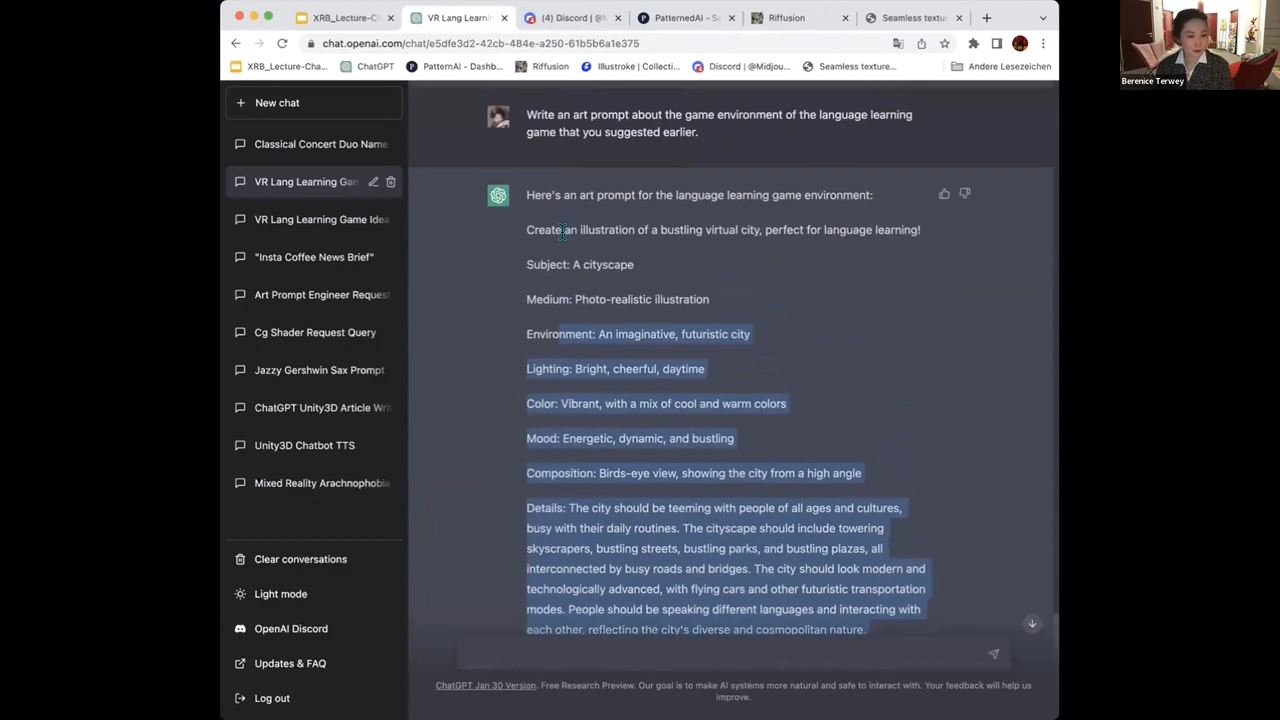 XRB_Lecture-C
VR Lang Learnin
(4) Discord | @M
PatternedAI - Se
Riffusion
Seamless textu
chat.openai.com/chat/e5dfe3d2-42cb-484e-a250-61b5b6a1e375
XRB_Lecture-Cha...
ChatGPT
PatternAI - Dashb...
Riffusion
Illustroke | Collecti...
Discord | @Midjou...
Seamless texture...
Andere Lesezeichen
Berenice Terwey
New chat
Classical Concert Duo Name
VR Lang Learning Gam
VR Lang Learning Game Idea
"Insta Coffee News Brief"
Art Prompt Engineer Request
Cg Shader Request Query
Jazzy Gershwin Sax Prompt
ChatGPT Unity3D Article Wri
Unity3D Chatbot TTS
Mixed Reality Arachnophobia
Clear conversations
Light mode
OpenAI Discord
Updates & FAQ
Log out
Write an art prompt about the game environment of the language learning
game that you suggested earlier.
Here's an art prompt for the language learning game environment:
Create an illustration of a bustling virtual city, perfect for language learning!
Subject: A cityscape
Medium: Photo-realistic illustration
Environment: An imaginative, futuristic city
Lighting: Bright, cheerful, daytime
Color: Vibrant, with a mix of cool and warm colors
Mood: Energetic, dynamic, and bustling
Composition: Birds-eye view, showing the city from a high angle
Details: The city should be teeming with people of all ages and cultures,
busy with their daily routines. The cityscape should include towering
skyscrapers, bustling streets, bustling parks, and bustling plazas, all
interconnected by busy roads and bridges. The city should look modern and
technologically advanced, with flying cars and other futuristic transportation
modes. People should be speaking different languages and interacting with
each other, reflecting the city's diverse and cosmopolitan nature.
ChatGPT Jan 30 Version. Free Research Preview. Our goal is to make AI systems more natural and safe to interact with. Your feedback will help us
improve.